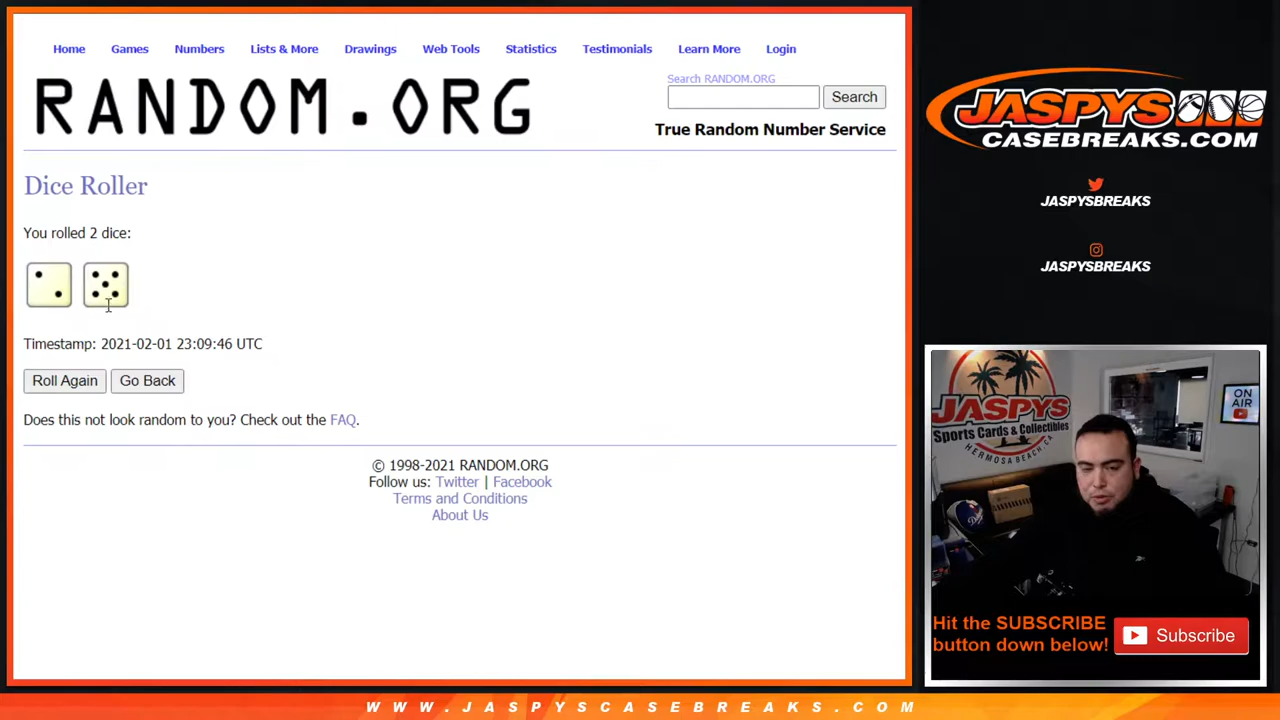 Home Games Numbers Lists & More Drawings Web Tools Statistics Testimonials Learn More Login
RANDOM.ORG
Search RANDOM.ORG
Search
True Random Number Service
Dice Roller
You rolled 2 dice:
Timestamp: 2021-02-01 23:09:46 UTC
Roll Again Go Back
Does this not look random to you? Check out the FAQ.
© 1998-2021 RANDOM.ORG
Follow us: Twitter | Facebook
Terms and Conditions
About Us
JASPYS
CASEBREAKS.COM
JASPYSBREAKS
JASPYSBREAKS
JASPYS
Sports Cards & Collectibles
HERMOSA BEACH, CA
ON
AIR
Hit the SUBSCRIBE
button down below!
Subscribe
WWW.JASPYSCASEBREAKS.COM